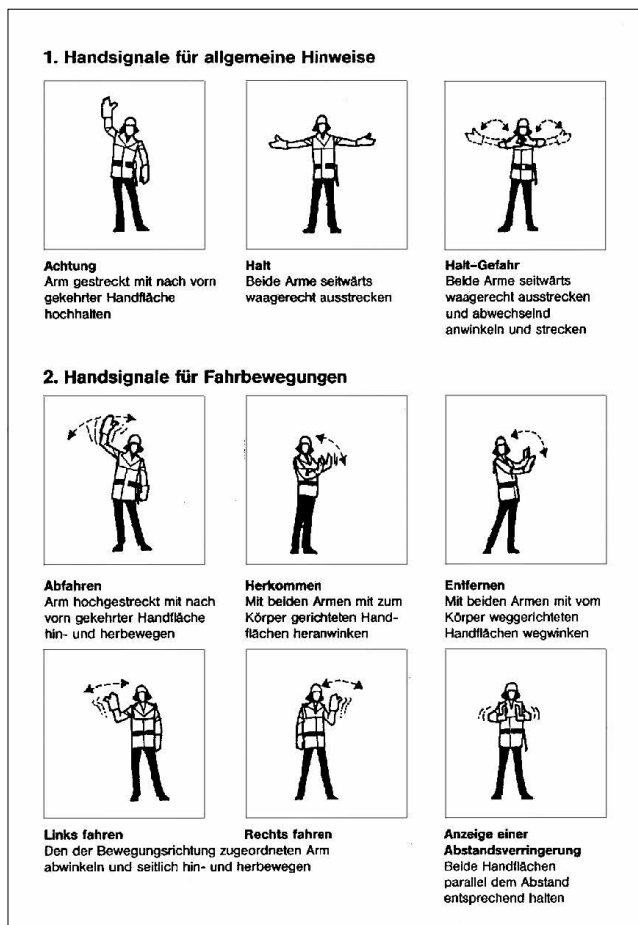 1. Handsignale für allgemeine Hinweise
Achtung
Arm gestreckt mit nach vorn
gekehrter Handfläche
hochhalten
Halt
Beide Arme seitwärts
waagerecht ausstrecken
Halt-Gefahr
Beide Arme seitwärts
waagerecht ausstrecken
und abwechselnd
anwinkeln und strecken
2. Handsignale für Fahrbewegungen
Abfahren
Arm hochgestreckt mit nach
vorn gekehrter Handfläche
hin- und herbewegen
Herkommen
Mit beiden Armen mit zum
Körper gerichteten Hand-
flächen heranwinken
Entfernen
Mit beiden Armen mit vom
Körper weggerichteten
Handflächen wegwinken
Links fahren
Rechts fahren
Den der Bewegungsrichtung zugeordneten Arm
abwinkeln und seitlich hin- und herbewegen
Anzeige einer
Abstandsverringerung
Beide Handflächen
parallel dem Abstand
entsprechend halten